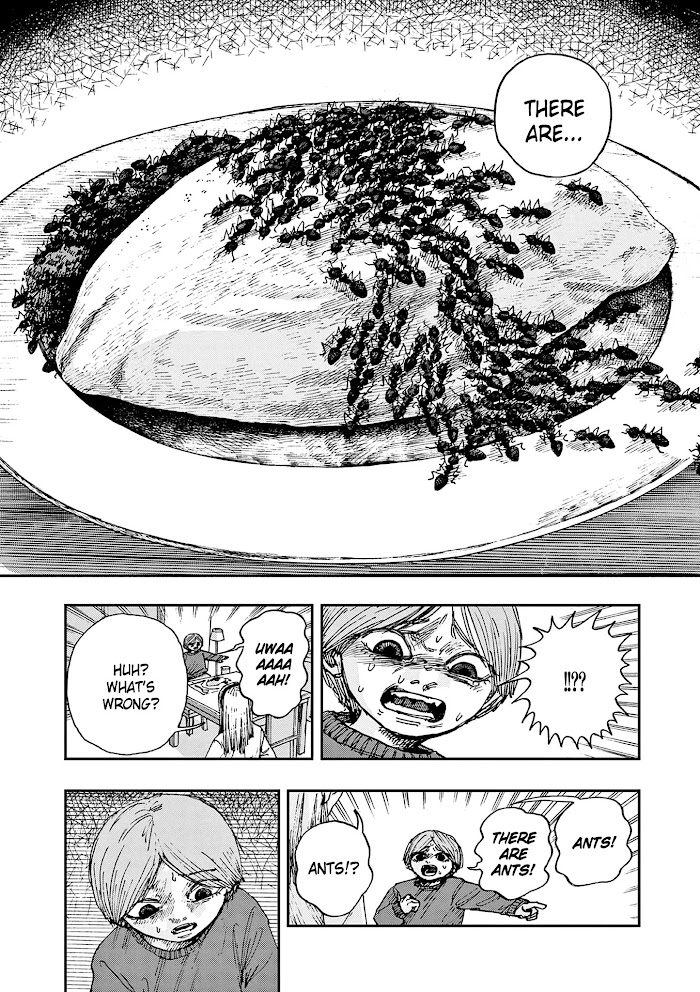 THERE
ARE...
!!??
UWAA
AAAA
AAH!
HUH?
WHAT'S
WRONG?
ANTS!
THERE
ARE
ANTS!
ANTS!?